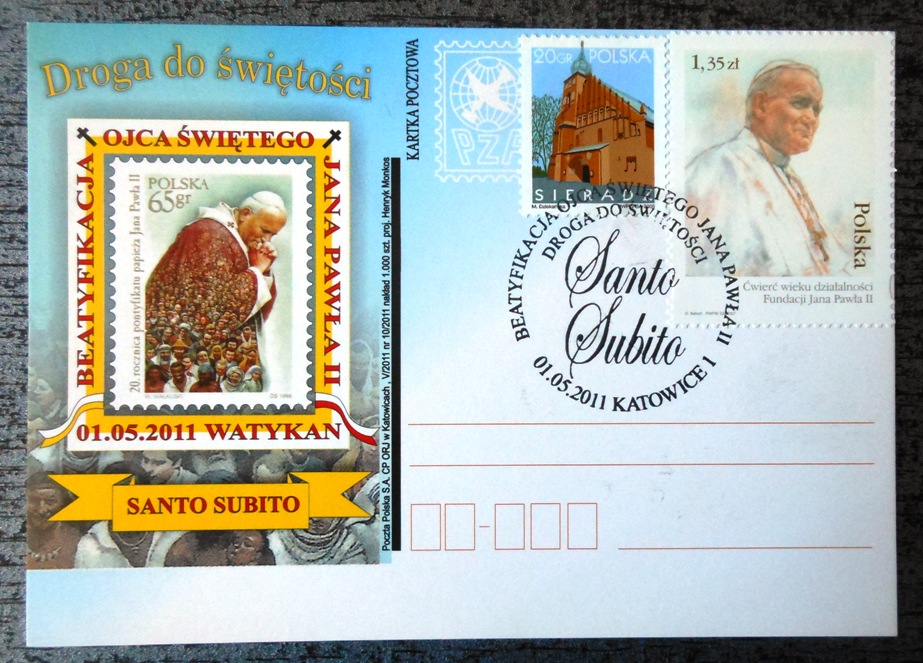 Droga do świętości
BEATYFIKACJA
OJCA ŚWIĘTEGO
JANA PAWŁA II
POLSKA
65gr
20. rocznica pontyfikatu papieża Jana Pawła II
01.05.2011 WATYKAN
SANTO SUBITO
Poczta Polska S.A. CP ORJ w Katowicach , V/2011 nr 10/2011 nakład 1.000 szt. proj. Henryk Monkos
KARTKA POCZTOWA
PZA
20GR POLSKA
SIERADZ
1,35 zł
Polska
Ćwierć wieku działalności
Fundacji Jana Pawła II
BEATYFIKACJA OJCA ŚWIĘTEGO JANA PAWŁA II
DROGA DO ŚWIĘTOŚCI
Santo
Subito
01.05.2011 KATOWICE 1